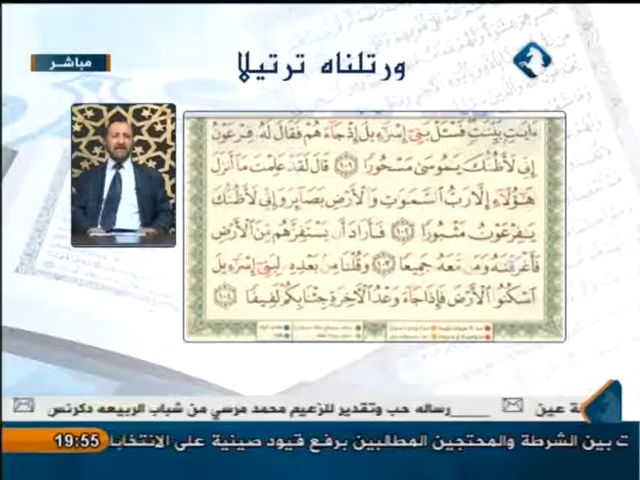 ورتلناه ترتيلا
مباشر
ءايت بينت فسئل بني إسرءيل إذ جاءهم فقال له فرعون
إني لأظنك يموسى مسحورا ١٠١ قال لقد علمت ما أنزل
هؤلاء إلا رب السموت والأرض بصائر وإني لأظنك
يفرعون مثبورا ١٠٢ فأراد أن يستفزهم من الأرض
فأغرقنه ومن معه جميعا ١٠٣ وقلنا من بعده لبني إسرءيل
اسكنوا الأرض فإذا جاء وعد الآخرة جئنا بكم لفيفا ١٠٤
ة عين _____رساله حب وتقدير للزعيم محمد مرسي من شباب الربيعه دكرنس
ت بين الشرطة والمحتجين المطالبين برفع قيود صينية على الانتخابا
19:55